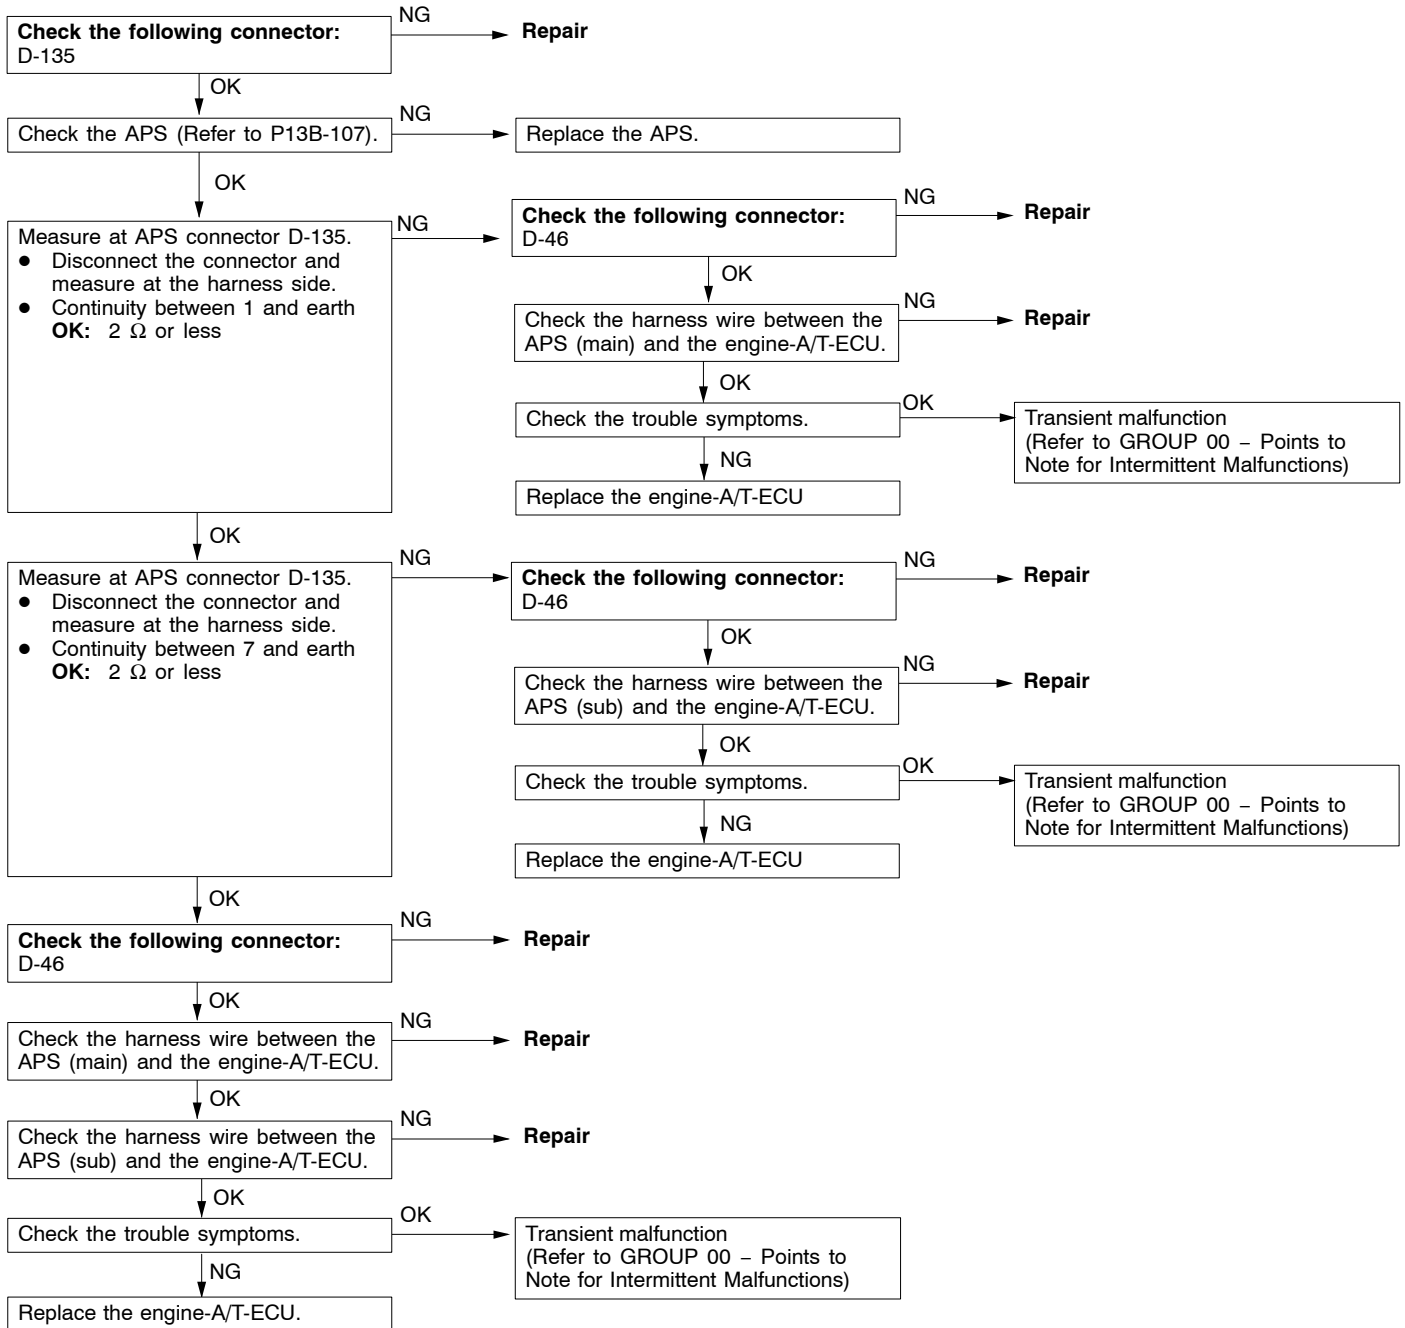 Check the following connector:
D-135
NG
Repair
OK
Check the APS (Refer to P13B-107).
NG
Replace the APS.
OK
Measure at APS connector D-135.
● Disconnect the connector and
measure at the harness side.
● Continuity between 1 and earth
OK: 2 Ω or less
NG
Check the following connector:
D-46
NG
Repair
OK
Check the harness wire between the
APS (main) and the engine-A/T-ECU.
NG
Repair
OK
Check the trouble symptoms.
OK
Transient malfunction
(Refer to GROUP 00 – Points to
Note for Intermittent Malfunctions)
NG
Replace the engine-A/T-ECU
OK
Measure at APS connector D-135.
● Disconnect the connector and
measure at the harness side.
● Continuity between 7 and earth
OK: 2 Ω or less
NG
Check the following connector:
D-46
NG
Repair
OK
Check the harness wire between the
APS (sub) and the engine-A/T-ECU.
NG
Repair
OK
Check the trouble symptoms.
OK
Transient malfunction
(Refer to GROUP 00 – Points to
Note for Intermittent Malfunctions)
NG
Replace the engine-A/T-ECU
OK
Check the following connector:
D-46
NG
Repair
OK
Check the harness wire between the
APS (main) and the engine-A/T-ECU.
NG
Repair
OK
Check the harness wire between the
APS (sub) and the engine-A/T-ECU.
NG
Repair
OK
Check the trouble symptoms.
OK
Transient malfunction
(Refer to GROUP 00 – Points to
Note for Intermittent Malfunctions)
NG
Replace the engine-A/T-ECU.